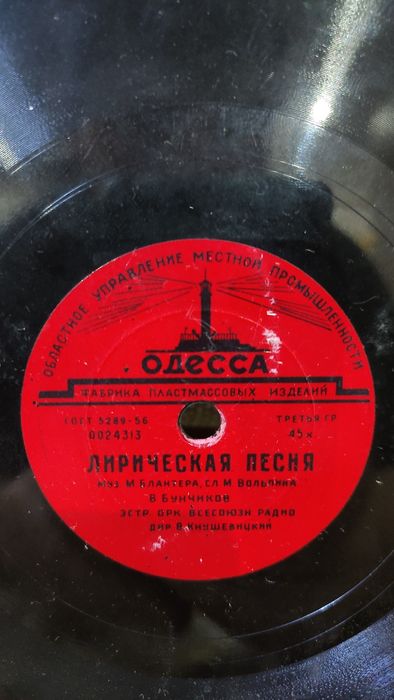 ОБЛАСТНОЕ УПРАВЛЕНИЕ МЕСТНОЙ ПРОМЫШЛЕННОСТИ
ОДЕССА
ФАБРИКА ПЛАСТМАССОВЫХ ИЗДЕЛИЙ
ГОСТ 5289-56 ТРЕТЬЯ ГР
0024313 45к
ЛИРИЧЕСКАЯ ПЕСНЯ
муз. М БЛАНТЕРА, СЛ. М ВОЛЬПИНА
В БУНЧИКОВ
ЭСТР. ОРК ВСЕСОЮЗН РАДИО
ДИР В. КНУШЕВИЦКИЙ